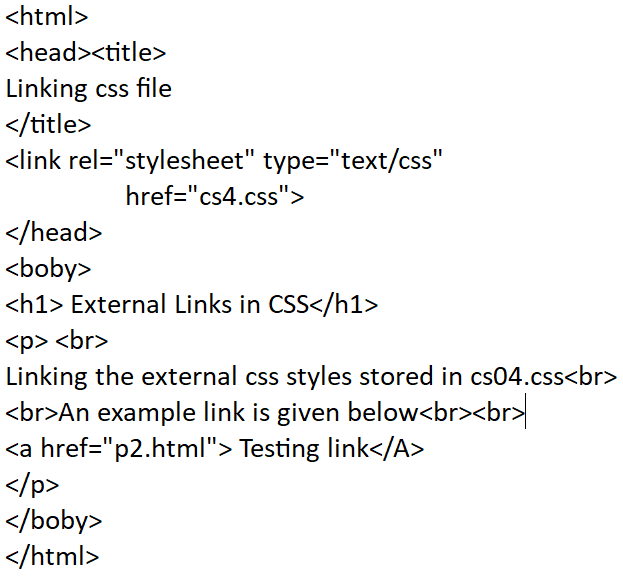 <html>
<head><title>
Linking css file
</title>
<link rel="stylesheet" type="text/css"
href="cs4.css">
</head>
<boby>
<h1> External Links in CSS</h1>
<p> <br>
Linking the external css styles stored in cs04.css<br>
<br>An example link is given below<br><br>
<a href="p2.html"> Testing link</A>
</p>
</boby>
</html>